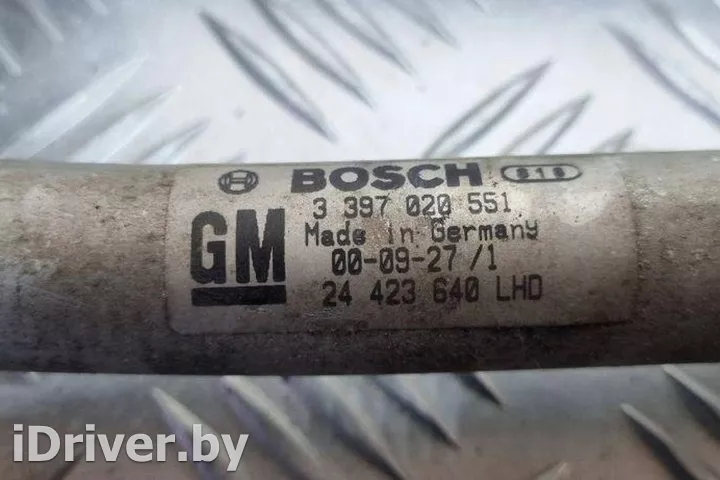 BOSCH 818
3 397 020 551
GM Made in Germany
00-09-27/1
24 423 640 LHD
iDriver.by